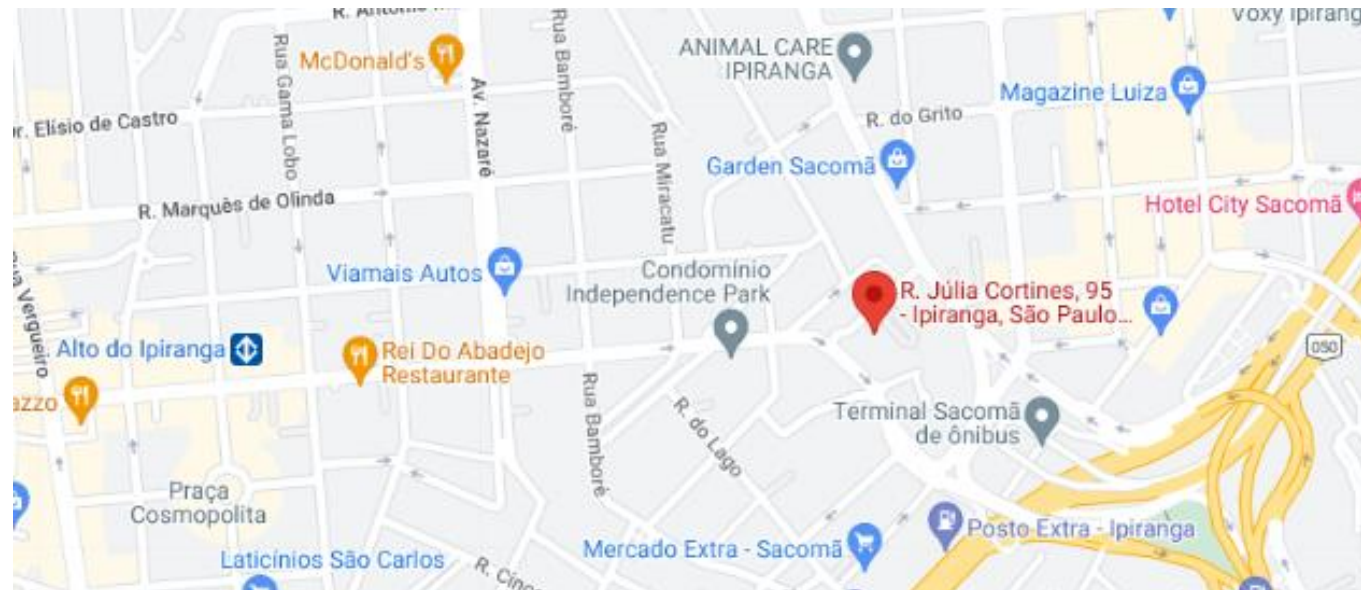 R. Antônio
Voxy Ipirang
McDonald's
ANIMAL CARE
IPIRANGA
Rua Gama Lobo
Av. Nazaré
Rua Bamboré
Magazine Luiza
r. Elísio de Castro
R. do Grito
Rua Miracatu
Garden Sacomã
R. Marquês de Olinda
Hotel City Sacomã
Vergueiro
Viamais Autos
Condomínio
Independence Park
R. Júlia Cortines, 95
- Ipiranga, São Paulo...
Alto do Ipiranga
Rei Do Abadejo
Restaurante
050
azzo
Rua Bamboré
R. do Lago
Terminal Sacomã
de ônibus
Praça
Cosmopolita
Posto Extra - Ipiranga
Mercado Extra - Sacomã
Laticínios São Carlos
R. Cinc